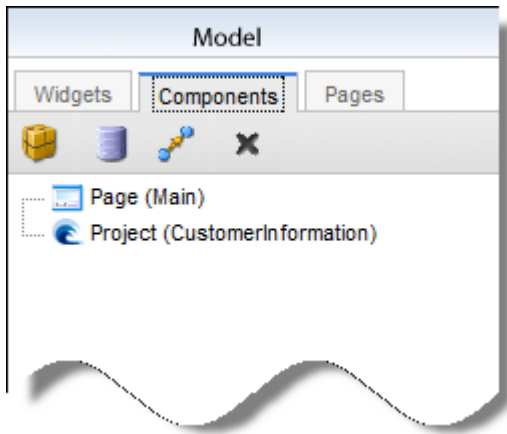 Model
Widgets Components Pages
Page (Main)
Project (CustomerInformation)